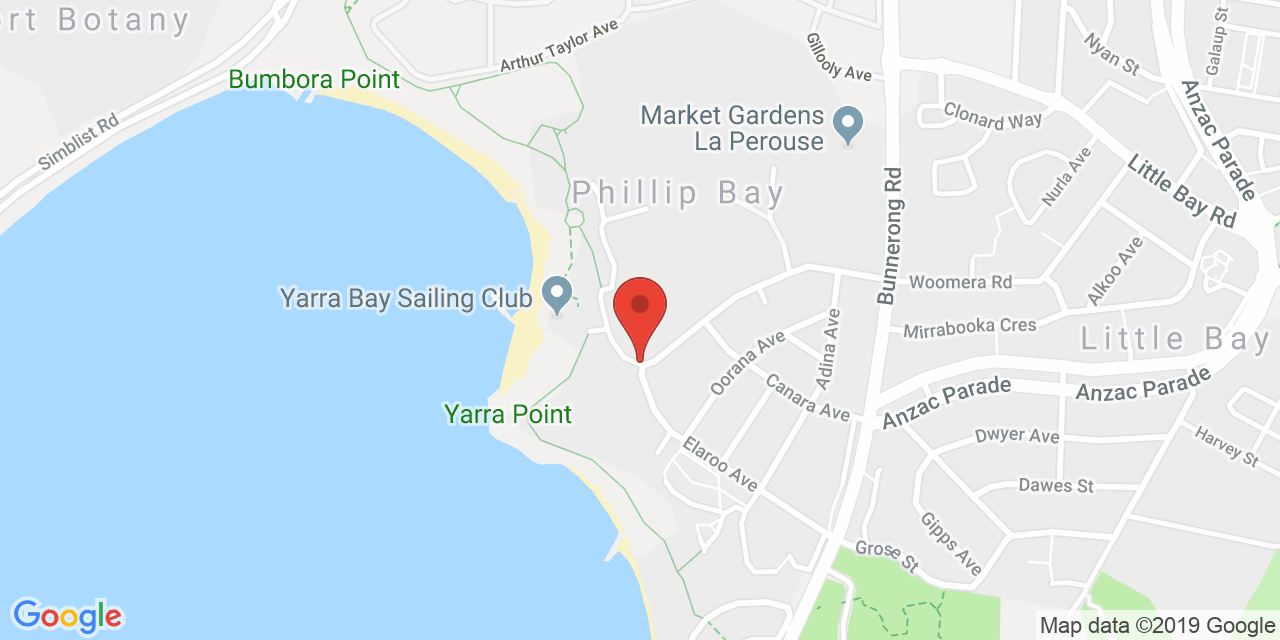 ort Botany
Arthur Taylor Ave
Gillooly Ave
Nyan St
Galaup St
Bumbora Point
Simblist Rd
Market Gardens
La Perouse
Clonard Way
Anzac Parade
Nurla Ave
Little Bay Rd
Phillip Bay
Bunnerong Rd
Alkoo Ave
Woomera Rd
Yarra Bay Sailing Club
Mirrabooka Cres
Little Bay
Adina Ave
Oorana Ave
Canara Ave
Anzac Parade
Anzac Parade
Yarra Point
Dwyer Ave
Harvey St
Elaroo Ave
Dawes St
Gipps Ave
Grose St
Google
Map data ©2019 Google